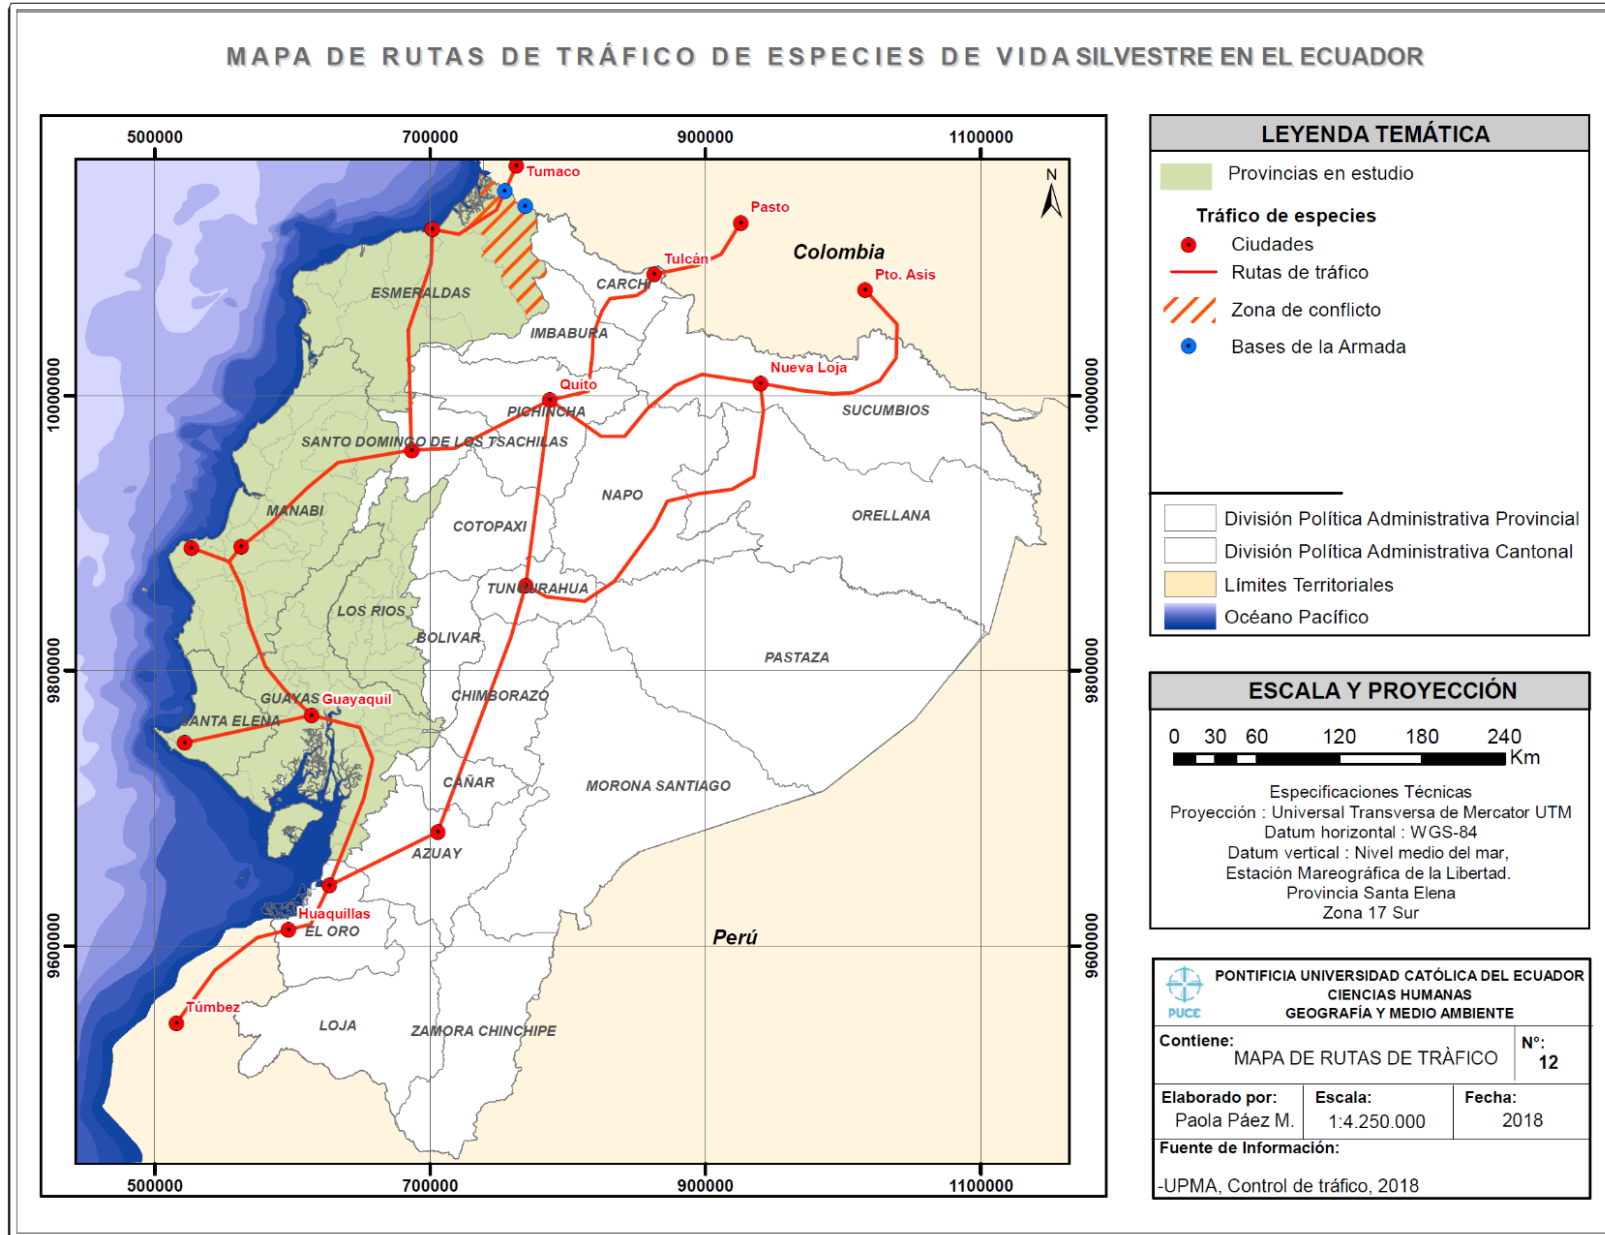 MAPA DE RUTAS DE TRÁFICO DE ESPECIES DE VIDA SILVESTRE EN EL ECUADOR
500000
700000
900000
1100000
Tumaco
Pasto
Colombia
Tulcán
Pto. Asis
CARCHI
ESMERALDAS
IMBABURA
Nueva Loja
Quito
PICHINCHA
SUCUMBIOS
SANTO DOMINGO DE LOS TSACHILAS
NAPO
MANABI
COTOPAXI
ORELLANA
TUNGURAHUA
LOS RIOS
BOLIVAR
PASTAZA
CHIMBORAZO
GUAYAS
Guayaquil
SANTA ELENA
CAÑAR
MORONA SANTIAGO
AZUAY
Huaquillas
EL ORO
Perú
Túmbez
LOJA
ZAMORA CHINCHIPE
10000000
9800000
9600000
10000000
9800000
9600000
500000
700000
900000
1100000
N
LEYENDA TEMÁTICA
Provincias en estudio
Tráfico de especies
Ciudades
Rutas de tráfico
Zona de conflicto
Bases de la Armada
División Política Administrativa Provincial
División Política Administrativa Cantonal
Límites Territoriales
Océano Pacífico
ESCALA Y PROYECCIÓN
0 30 60 120 180 240
Km
Especificaciones Técnicas
Proyección : Universal Transversa de Mercator UTM
Datum horizontal : WGS-84
Datum vertical : Nivel medio del mar,
Estación Mareográfica de la Libertad.
Provincia Santa Elena
Zona 17 Sur
PUCE
PONTIFICIA UNIVERSIDAD CATÓLICA DEL ECUADOR
CIENCIAS HUMANAS
GEOGRAFÍA Y MEDIO AMBIENTE
Contiene:
MAPA DE RUTAS DE TRÀFICO
N°:
12
Elaborado por:
Paola Páez M.
Escala:
1:4.250.000
Fecha:
2018
Fuente de Información:
-UPMA, Control de tráfico, 2018